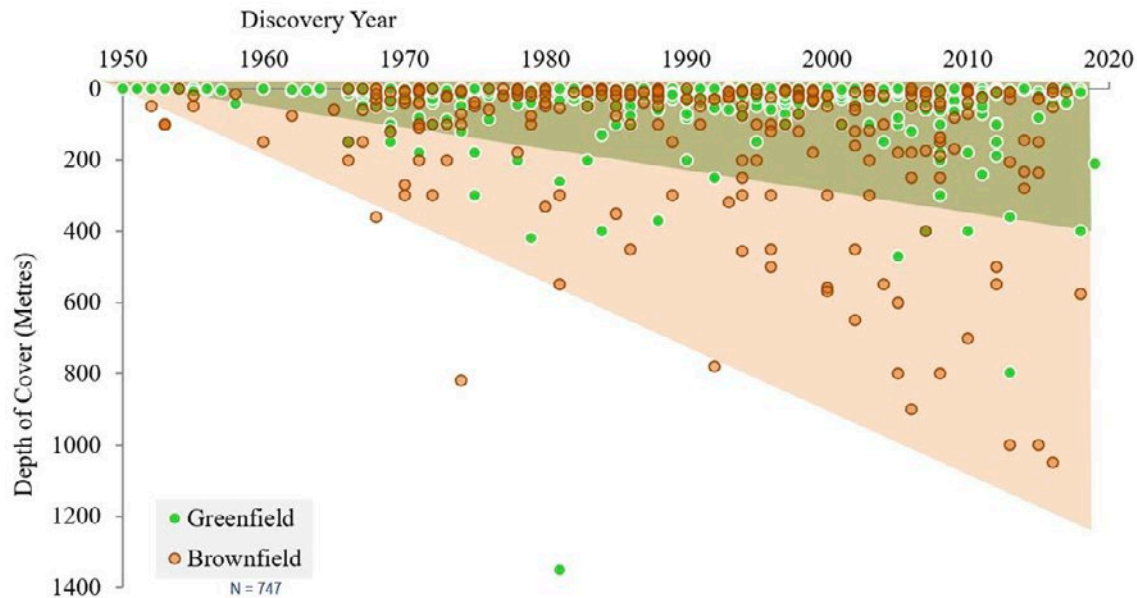 Discovery Year
1950 1960 1970 1980 1990 2000 2010 2020
0
200
400
600
800
1000
1200
1400
Depth of Cover (Metres)
Greenfield
Brownfield
N = 747